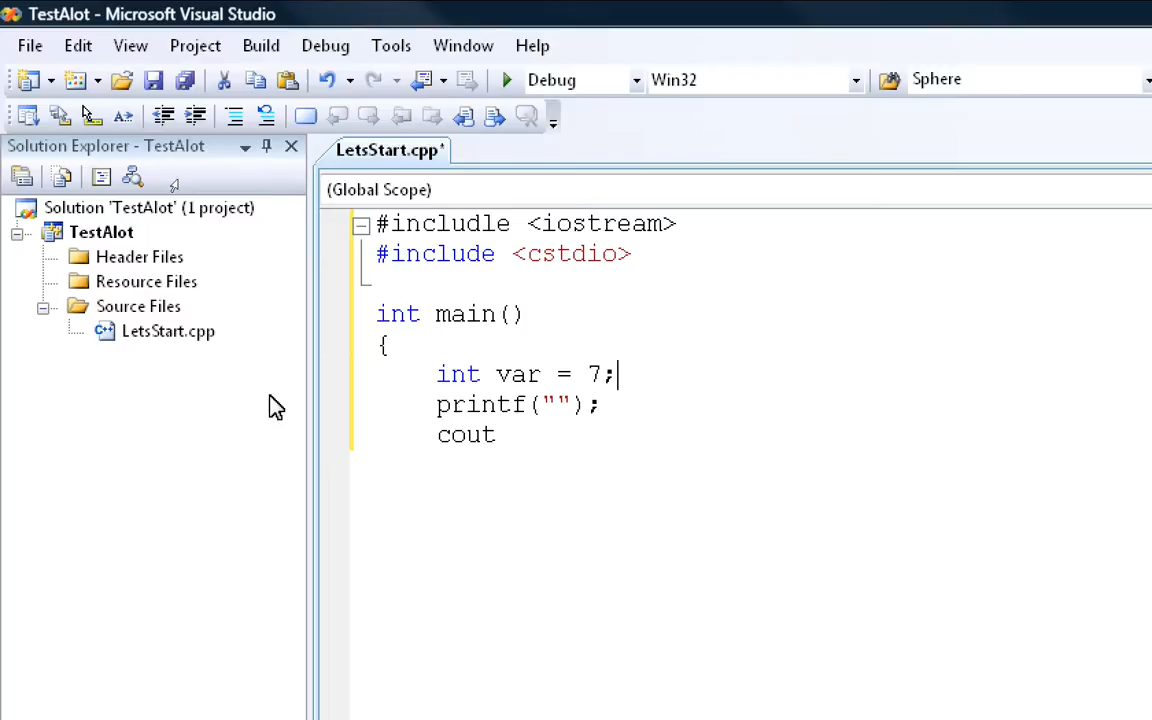 TestAlot - Microsoft Visual Studio
File Edit View Project Build Debug Tools Window Help
Debug Win32 Sphere
Solution Explorer - TestAlot
LetsStart.cpp*
(Global Scope)
Solution 'TestAlot' (1 project)
TestAlot
Header Files
Resource Files
Source Files
LetsStart.cpp
#includle <iostream>
#include <cstdio>
int main()
{
int var = 7;
printf("");
cout